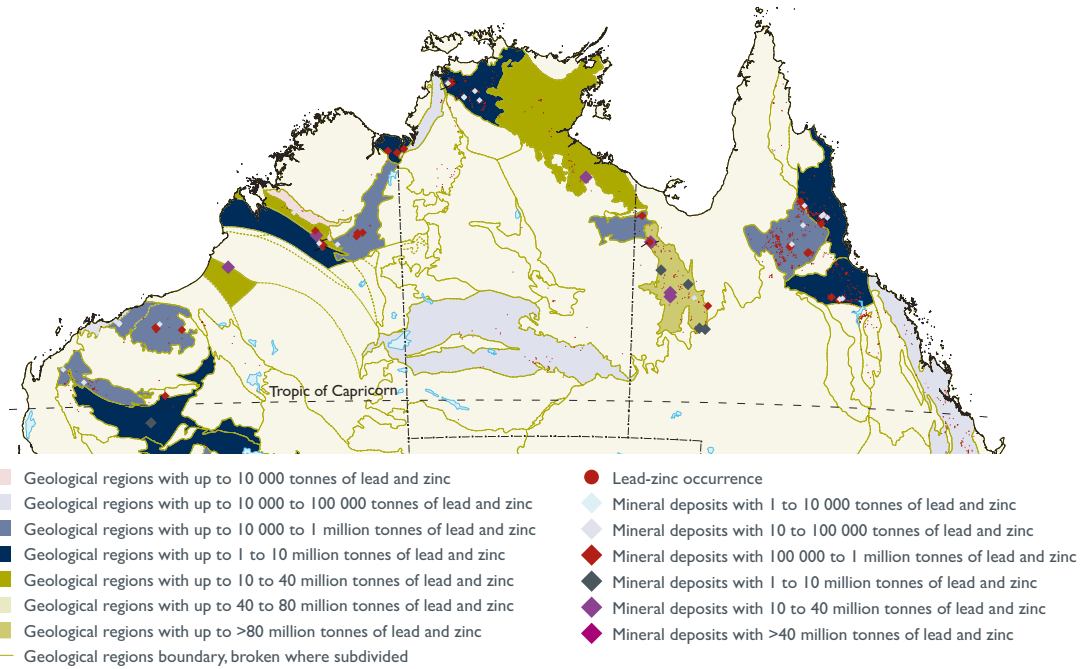 Tropic of Capricorn
Geological regions with up to 10 000 tonnes of lead and zinc
Geological regions with up to 10 000 to 100 000 tonnes of lead and zinc
Geological regions with up to 10 000 to 1 million tonnes of lead and zinc
Geological regions with up to 1 to 10 million tonnes of lead and zinc
Geological regions with up to 10 to 40 million tonnes of lead and zinc
Geological regions with up to 40 to 80 million tonnes of lead and zinc
Geological regions with up to >80 million tonnes of lead and zinc
Geological regions boundary, broken where subdivided
Lead-zinc occurrence
Mineral deposits with 1 to 10 000 tonnes of lead and zinc
Mineral deposits with 10 to 100 000 tonnes of lead and zinc
Mineral deposits with 100 000 to 1 million tonnes of lead and zinc
Mineral deposits with 1 to 10 million tonnes of lead and zinc
Mineral deposits with 10 to 40 million tonnes of lead and zinc
Mineral deposits with >40 million tonnes of lead and zinc